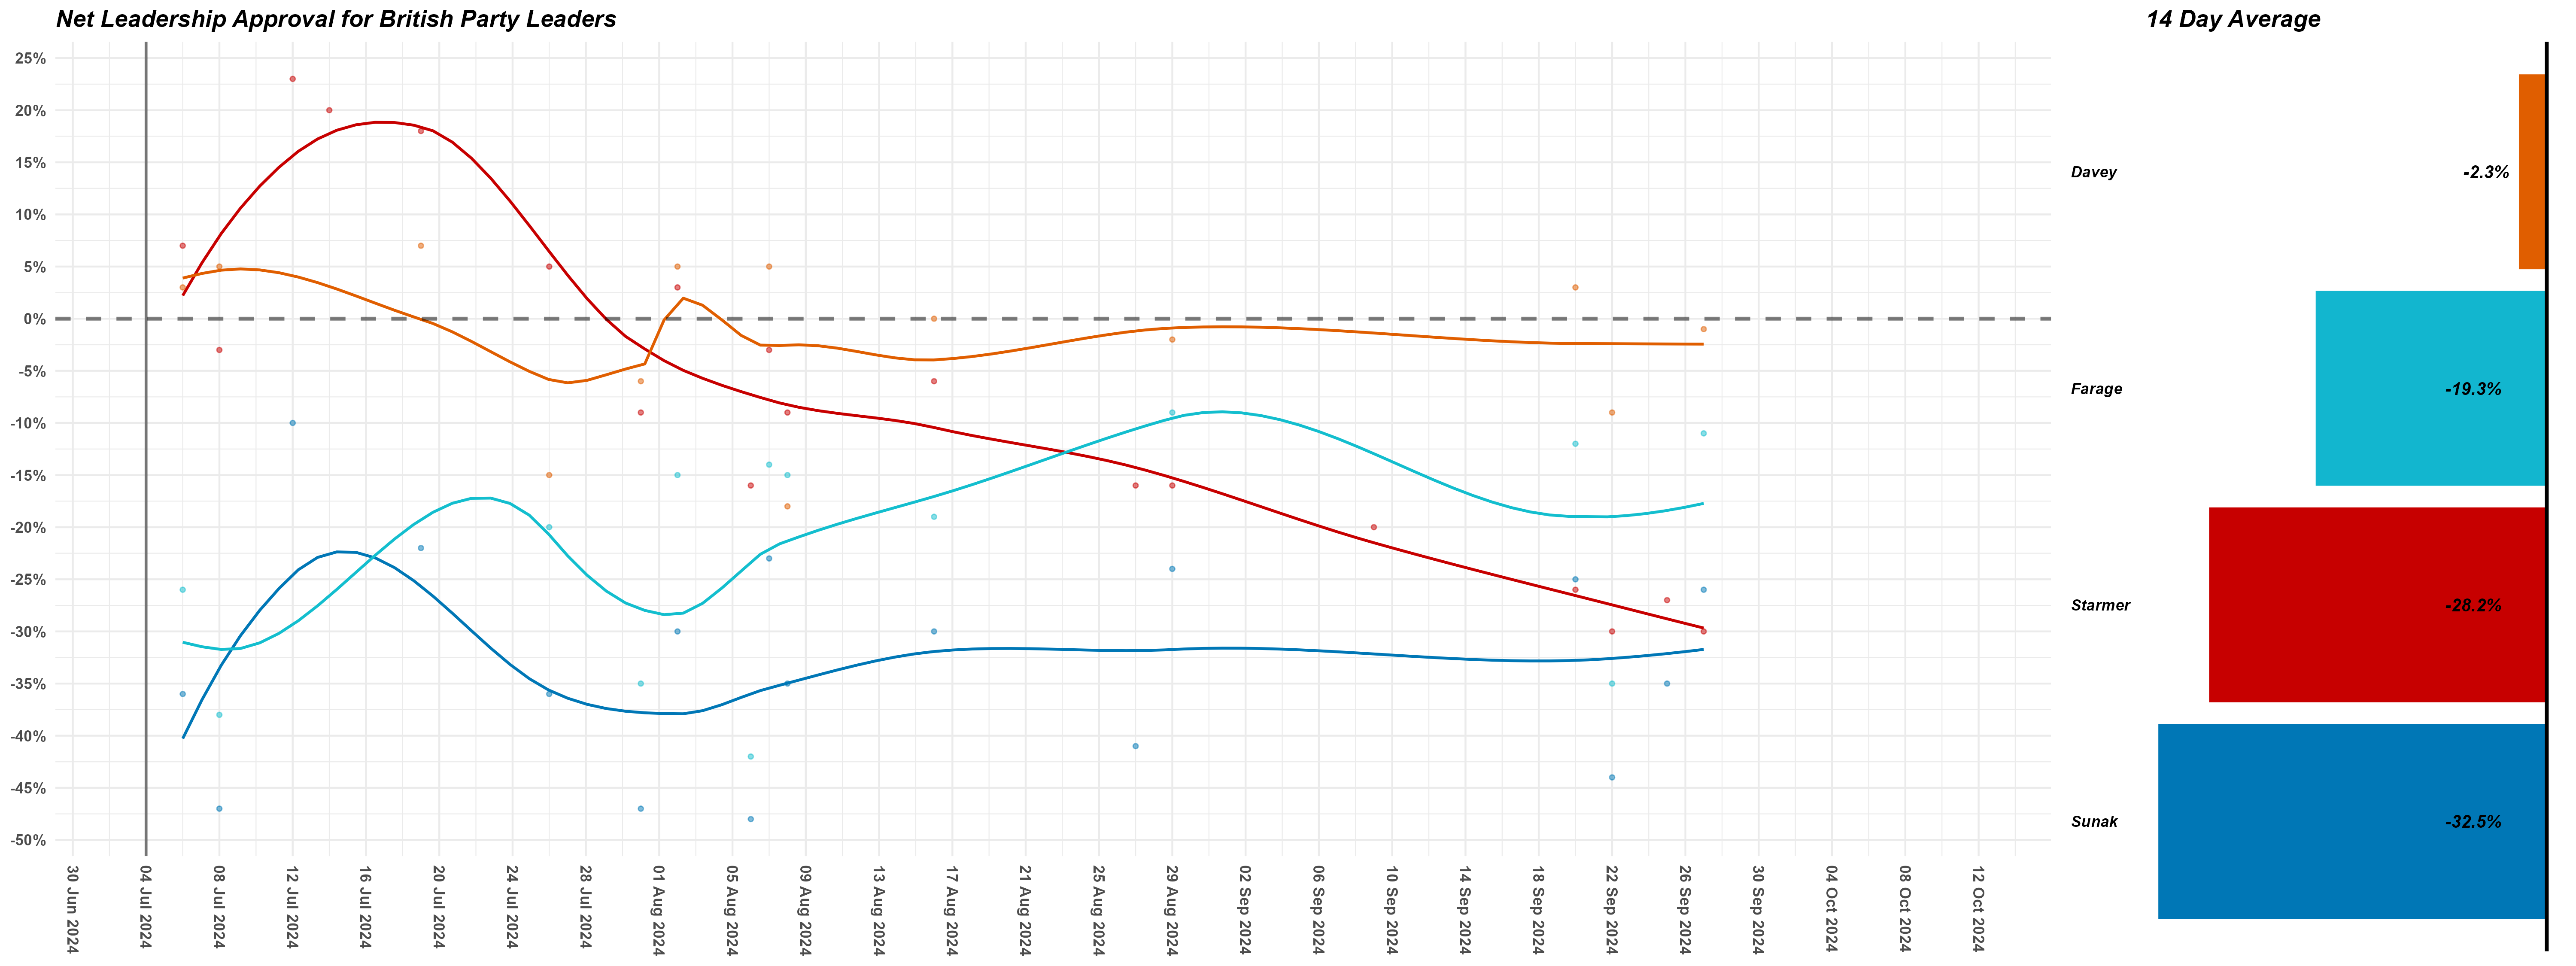 Net Leadership Approval for British Party Leaders
25%
20%
15%
10%
5%
0%
-5%
-10%
-15%
-20%
-25%
-30%
-35%
-40%
-45%
-50%
30 Jun 2024
04 Jul 2024
08 Jul 2024
12 Jul 2024
16 Jul 2024
20 Jul 2024
24 Jul 2024
28 Jul 2024
01 Aug 2024
05 Aug 2024
09 Aug 2024
13 Aug 2024
17 Aug 2024
21 Aug 2024
25 Aug 2024
29 Aug 2024
02 Sep 2024
06 Sep 2024
10 Sep 2024
14 Sep 2024
18 Sep 2024
22 Sep 2024
26 Sep 2024
30 Sep 2024
04 Oct 2024
08 Oct 2024
12 Oct 2024
14 Day Average
Davey -2.3%
Farage -19.3%
Starmer -28.2%
Sunak -32.5%